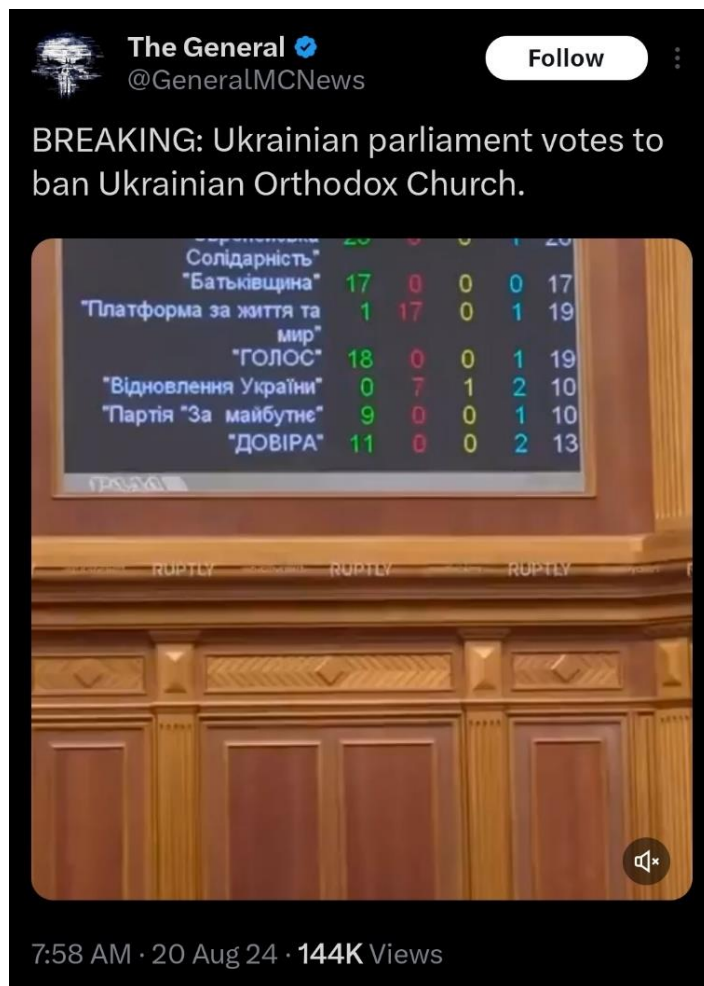 The General
@GeneralMCNews
Follow
BREAKING: Ukrainian parliament votes to
ban Ukrainian Orthodox Church.
Солідарність"
"Батьківщина" 17 0 0 0 17
"Платформа за життя та 1 17 0 1 19
мир"
"ГОЛОС" 18 0 0 1 19
"Відновлення України" 0 7 1 2 10
"Партія "За майбутнє" 9 0 0 1 10
"ДОВІРА" 11 0 0 2 13
RUPTLY RUPTLY RUPTLY
7:58 AM · 20 Aug 24 · 144K Views